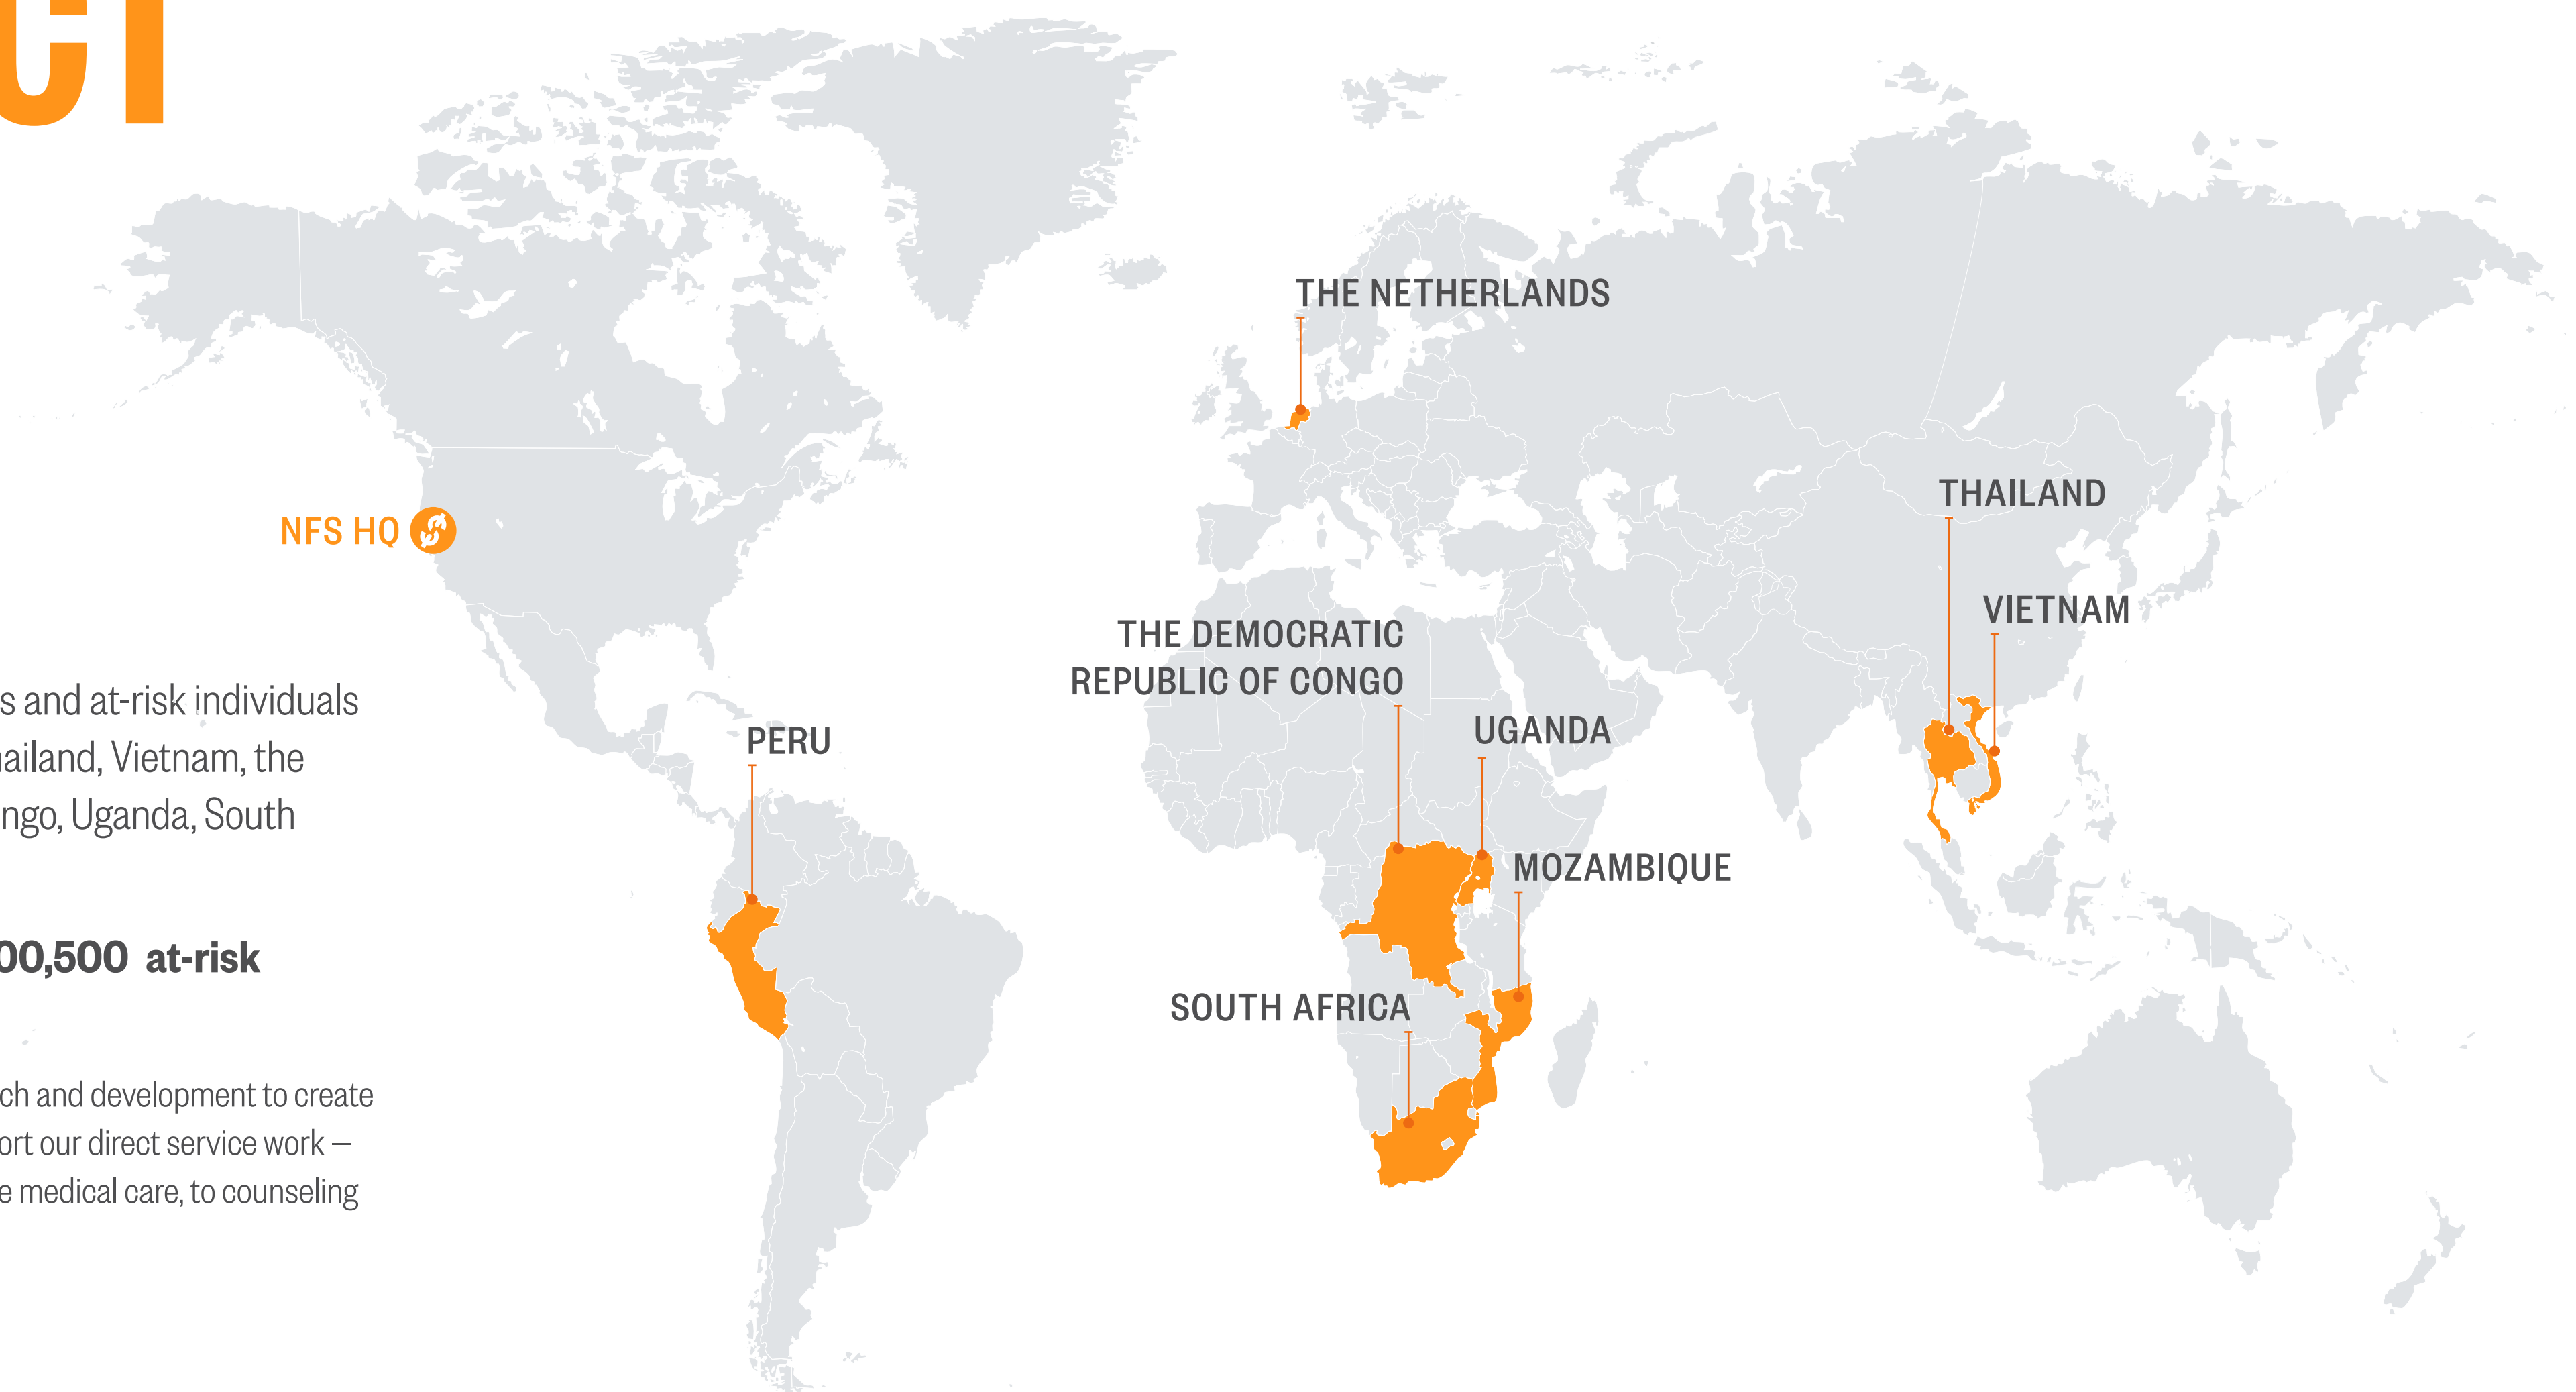 CT
THE NETHERLANDS
THAILAND
NFS HQ
VIETNAM
THE DEMOCRATIC
REPUBLIC OF CONGO
UGANDA
PERU
MOZAMBIQUE
SOUTH AFRICA
s and at-risk individuals
ailand, Vietnam, the
ngo, Uganda, South
00,500 at-risk
ch and development to create
ort our direct service work –
e medical care, to counseling